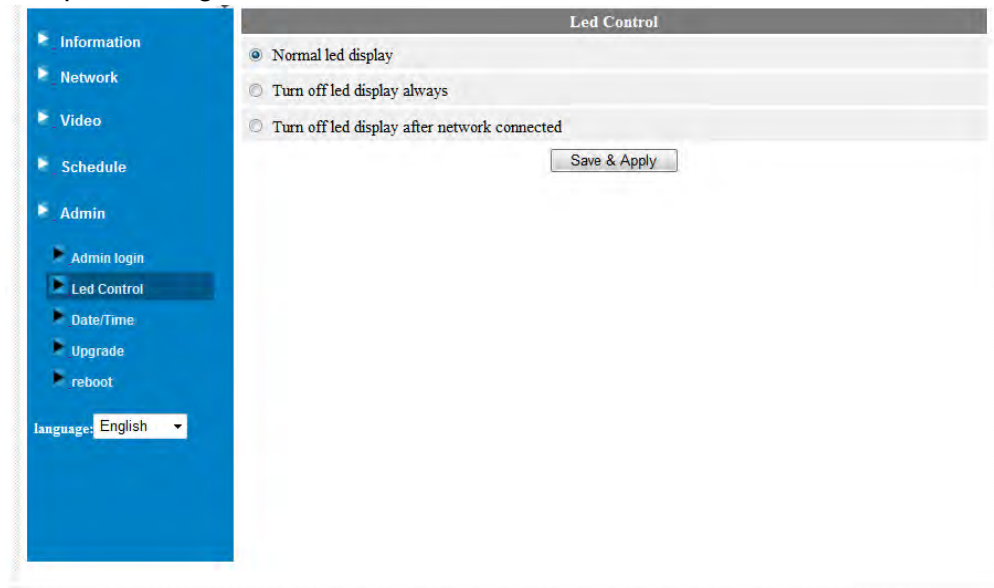 Information
Network
Video
Schedule
Admin
Admin login
Led Control
Date/Time
Upgrade
reboot
language: English
Led Control
Normal led display
Turn off led display always
Turn off led display after network connected
Save & Apply